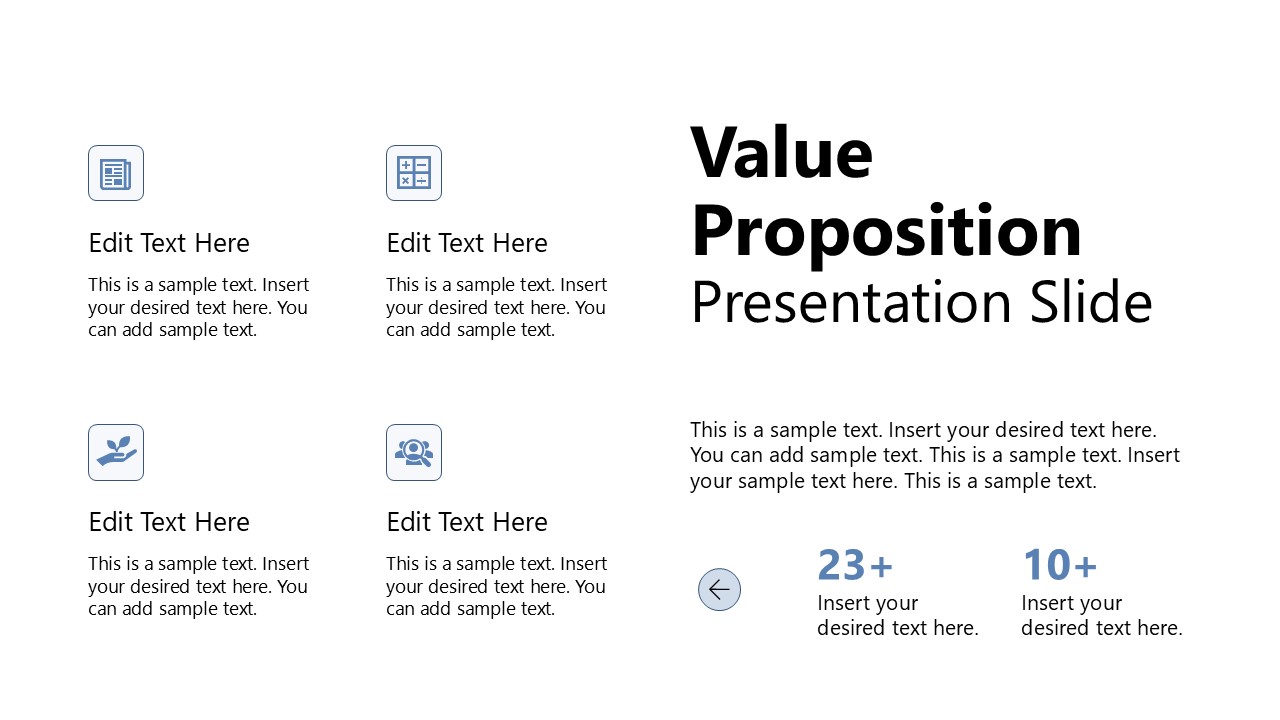 Value
Proposition
Presentation Slide
Edit Text Here
This is a sample text. Insert
your desired text here. You
can add sample text.
Edit Text Here
This is a sample text. Insert
your desired text here. You
can add sample text.
Edit Text Here
This is a sample text. Insert
your desired text here. You
can add sample text.
Edit Text Here
This is a sample text. Insert
your desired text here. You
can add sample text.
This is a sample text. Insert your desired text here.
You can add sample text. This is a sample text. Insert
your sample text here. This is a sample text.
23+
Insert your
desired text here.
10+
Insert your
desired text here.